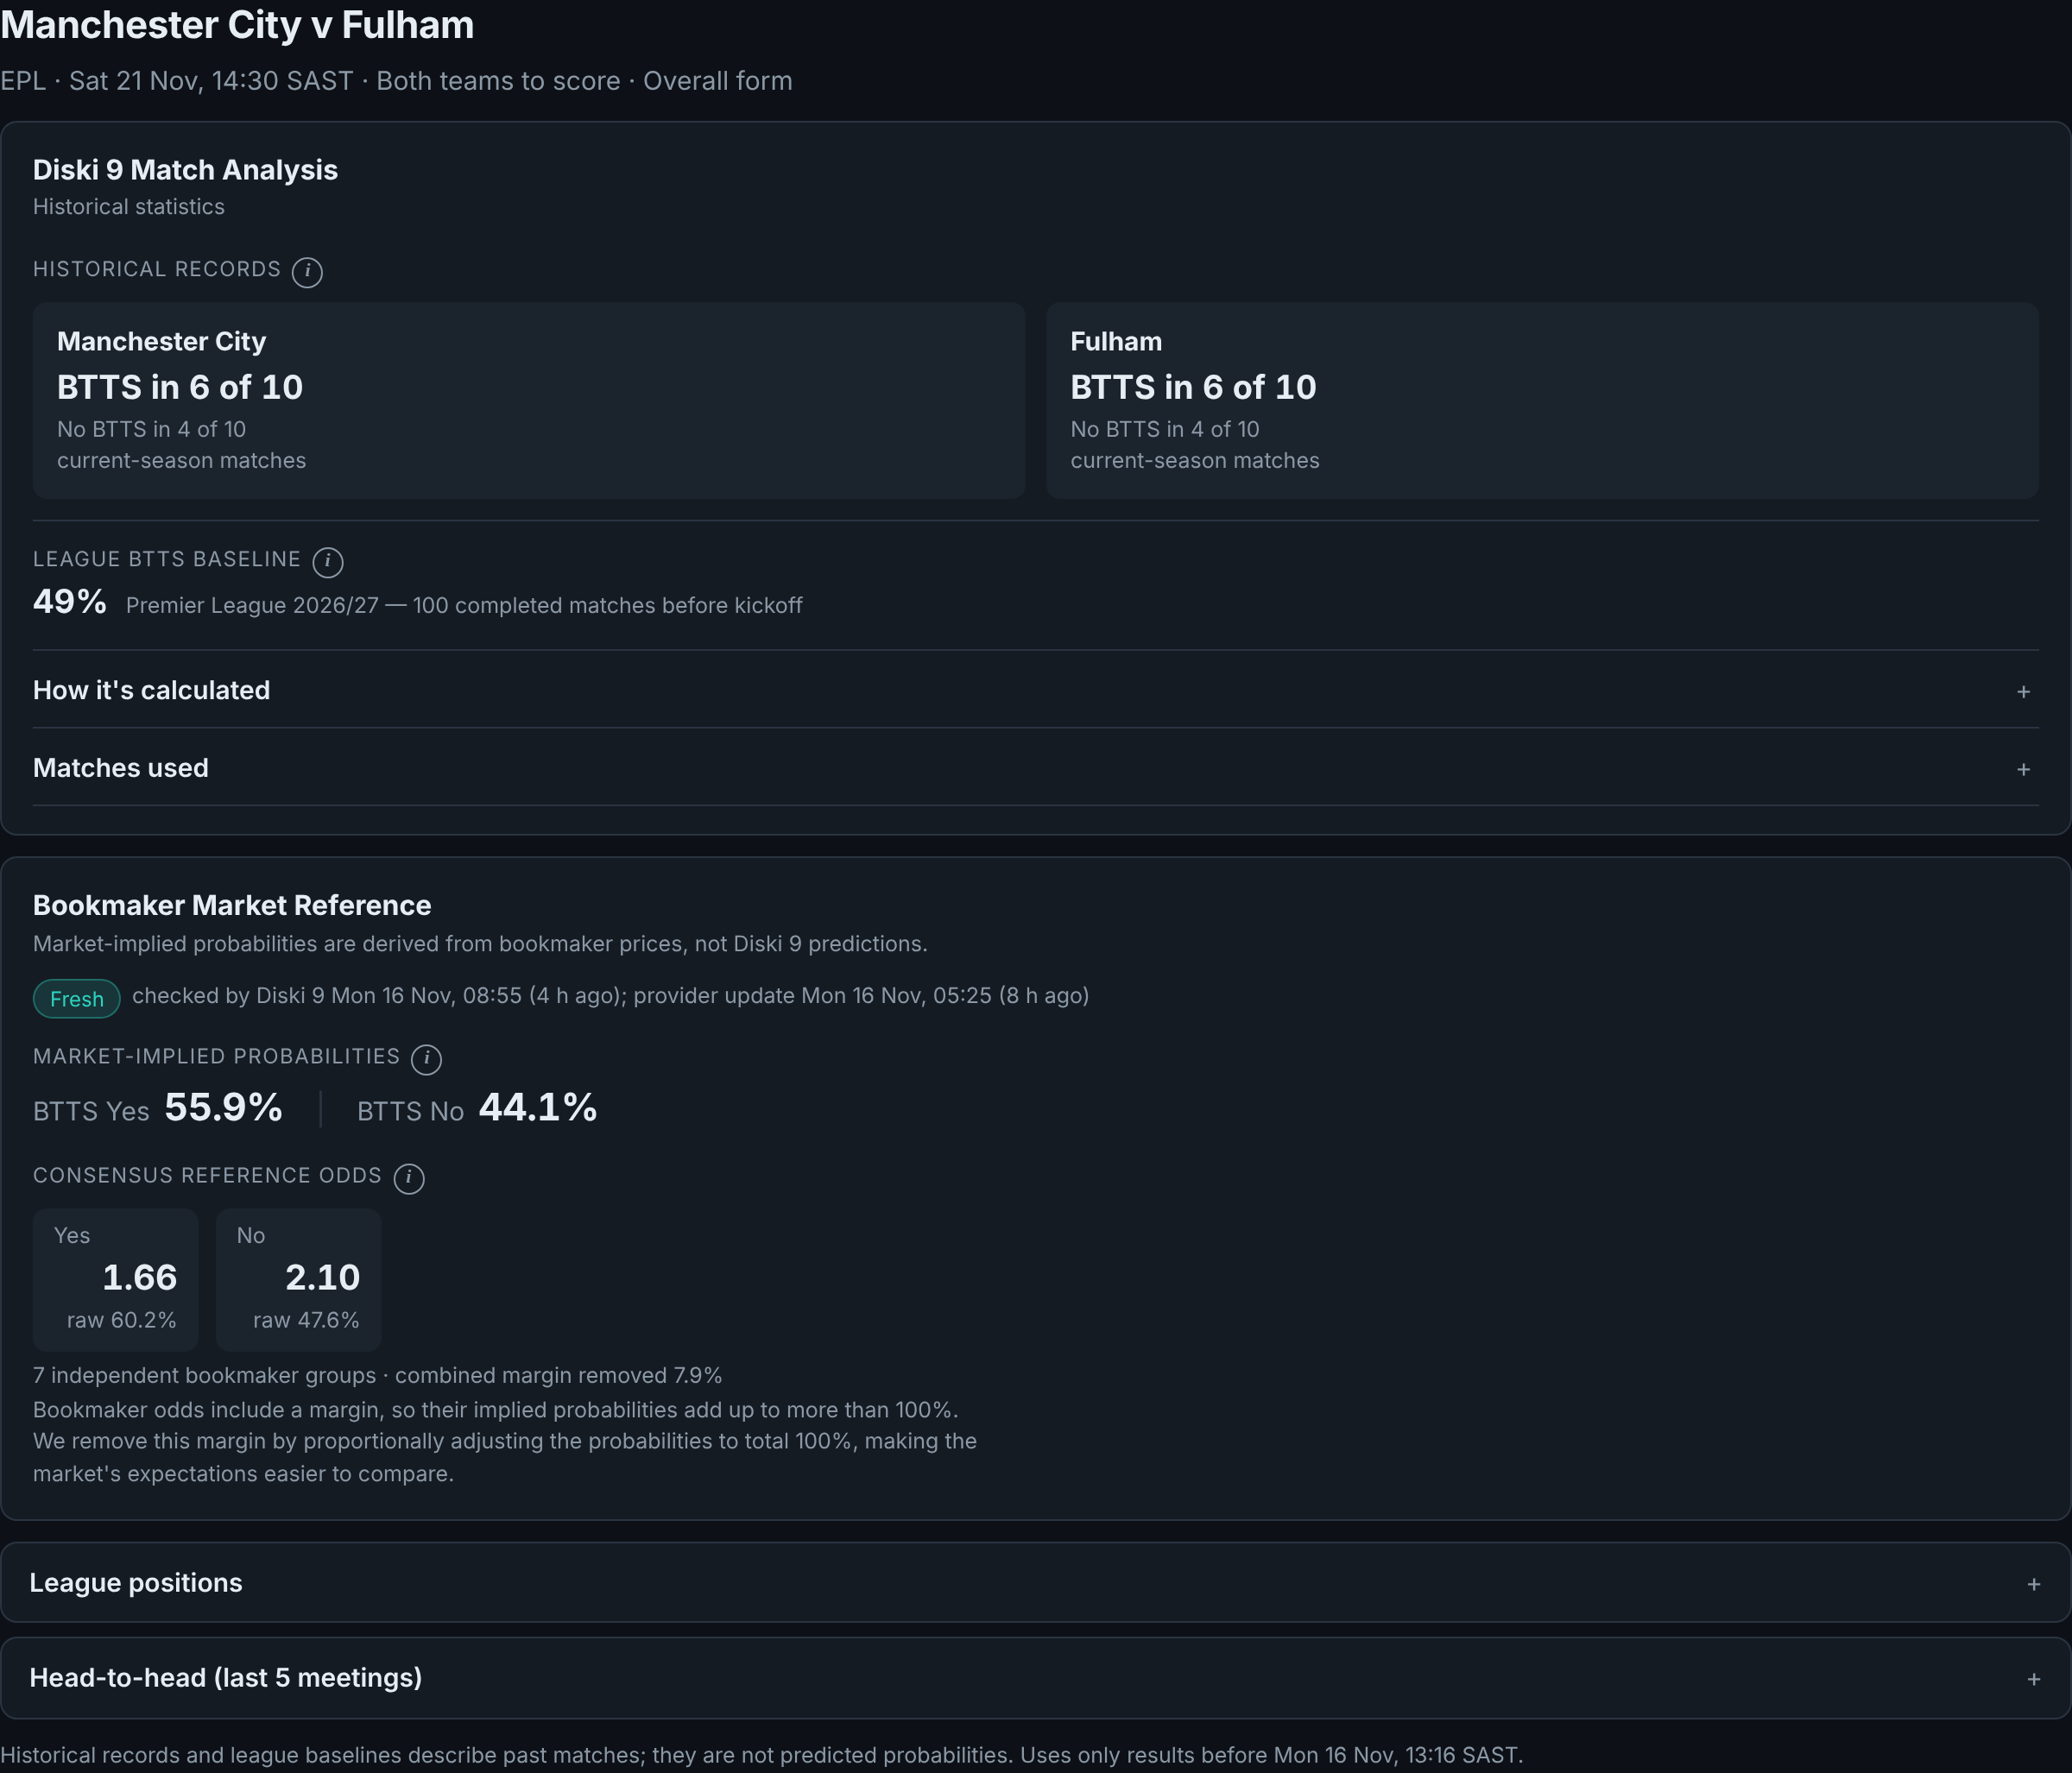 Manchester City v Fulham
EPL · Sat 21 Nov, 14:30 SAST · Both teams to score · Overall form
Diski 9 Match Analysis
Historical statistics
HISTORICAL RECORDS i
Manchester City
BTTS in 6 of 10
No BTTS in 4 of 10
current-season matches
Fulham
BTTS in 6 of 10
No BTTS in 4 of 10
current-season matches
LEAGUE BTTS BASELINE i
49% Premier League 2026/27 — 100 completed matches before kickoff
How it's calculated +
Matches used +
Bookmaker Market Reference
Market-implied probabilities are derived from bookmaker prices, not Diski 9 predictions.
Fresh checked by Diski 9 Mon 16 Nov, 08:55 (4 h ago); provider update Mon 16 Nov, 05:25 (8 h ago)
MARKET-IMPLIED PROBABILITIES i
BTTS Yes 55.9% BTTS No 44.1%
CONSENSUS REFERENCE ODDS i
Yes
1.66
raw 60.2%
No
2.10
raw 47.6%
7 independent bookmaker groups · combined margin removed 7.9%
Bookmaker odds include a margin, so their implied probabilities add up to more than 100%.
We remove this margin by proportionally adjusting the probabilities to total 100%, making the
market's expectations easier to compare.
League positions +
Head-to-head (last 5 meetings) +
Historical records and league baselines describe past matches; they are not predicted probabilities. Uses only results before Mon 16 Nov, 13:16 SAST.